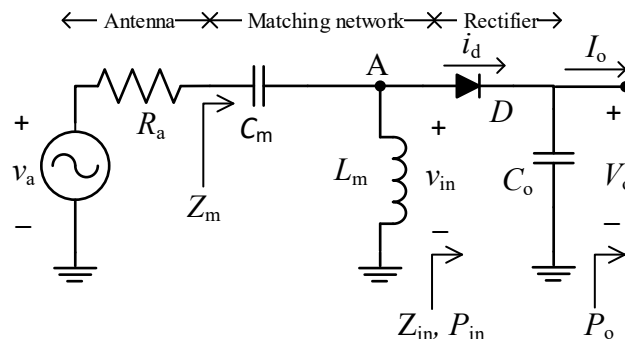 Antenna Matching network Rectifier
i_d I_o
A
+ R_a C_m + D +
v_a Z_m L_m v_in C_o
− − −
Z_in, P_in P_o